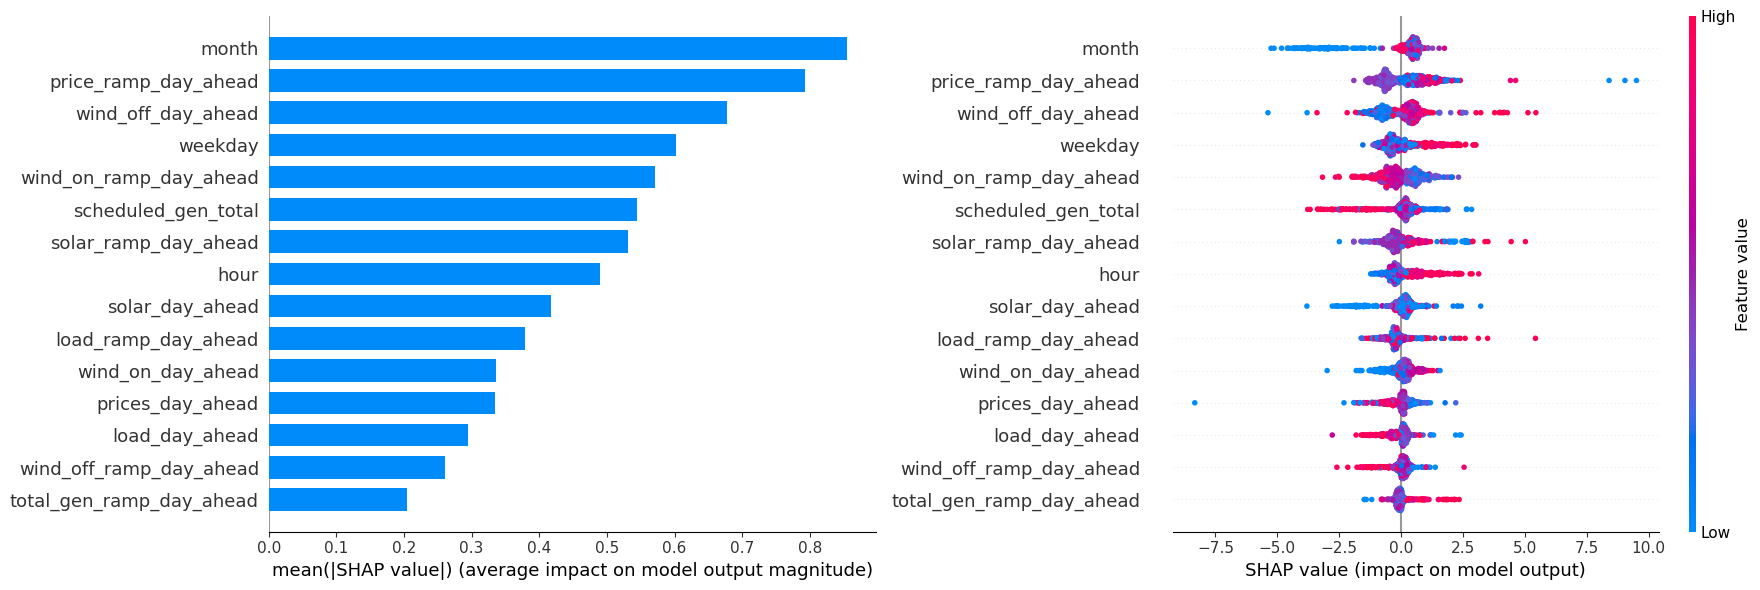 month
price_ramp_day_ahead
wind_off_day_ahead
weekday
wind_on_ramp_day_ahead
scheduled_gen_total
solar_ramp_day_ahead
hour
solar_day_ahead
load_ramp_day_ahead
wind_on_day_ahead
prices_day_ahead
load_day_ahead
wind_off_ramp_day_ahead
total_gen_ramp_day_ahead
0.0 0.1 0.2 0.3 0.4 0.5 0.6 0.7 0.8
mean(|SHAP value|) (average impact on model output magnitude)
month
price_ramp_day_ahead
wind_off_day_ahead
weekday
wind_on_ramp_day_ahead
scheduled_gen_total
solar_ramp_day_ahead
hour
solar_day_ahead
load_ramp_day_ahead
wind_on_day_ahead
prices_day_ahead
load_day_ahead
wind_off_ramp_day_ahead
total_gen_ramp_day_ahead
−7.5 −5.0 −2.5 0.0 2.5 5.0 7.5 10.0
SHAP value (impact on model output)
High
Feature value
Low